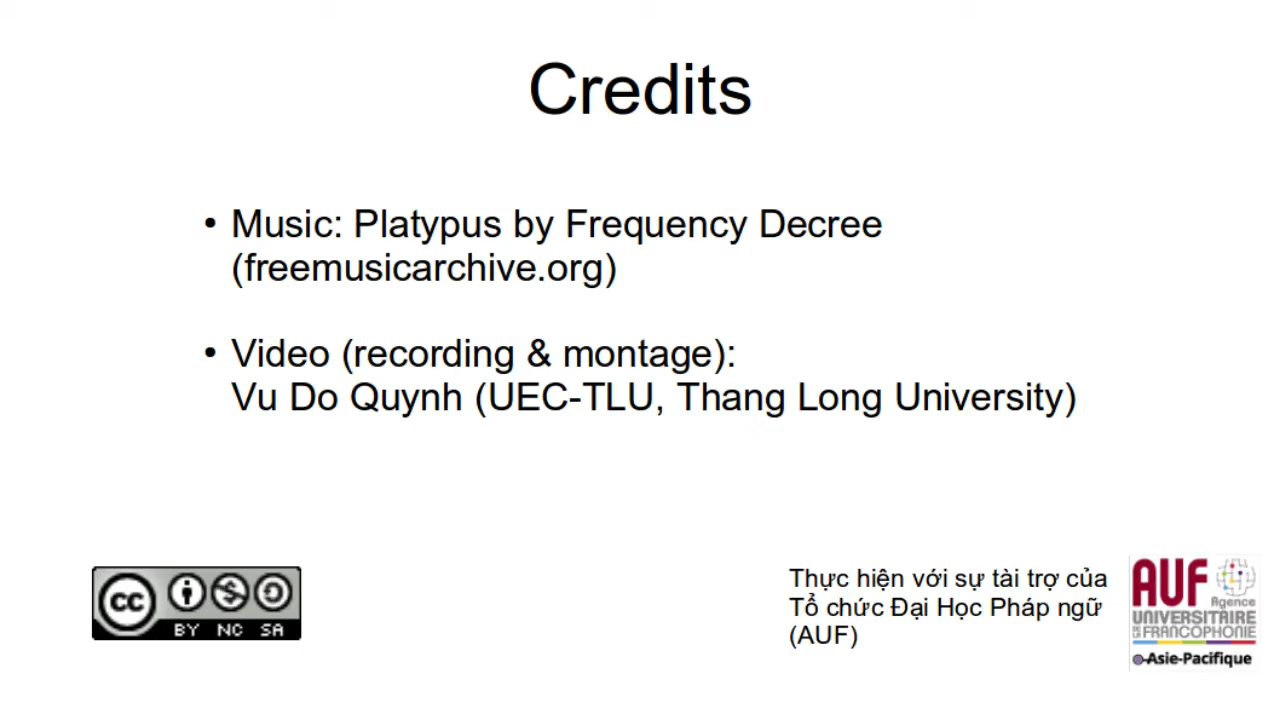 Credits
• Music: Platypus by Frequency Decree
(freemusicarchive.org)
• Video (recording & montage):
Vu Do Quynh (UEC-TLU, Thang Long University)
cc
BY NC SA
Thực hiện với sự tài trợ của
Tổ chức Đại Học Pháp ngữ
(AUF)
AUF
Agence
UNIVERSITAIRE
DE LA FRANCOPHONIE
Asie-Pacifique